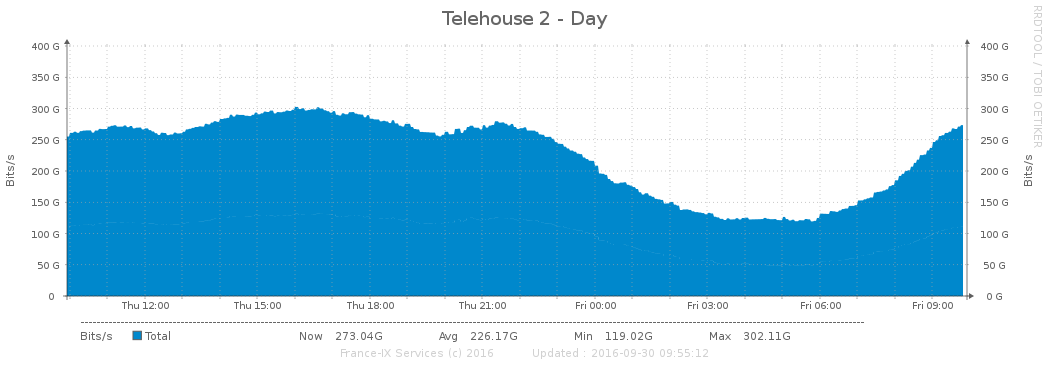 Telehouse 2 - Day
RRDTOOL / TOBI OETIKER
400 G 400 G
350 G 350 G
300 G 300 G
250 G 250 G
200 G 200 G
150 G 150 G
100 G 100 G
50 G 50 G
0 0 G
Bits/s
Bits/s
Thu 12:00 Thu 15:00 Thu 18:00 Thu 21:00 Fri 00:00 Fri 03:00 Fri 06:00 Fri 09:00
Bits/s Total Now 273.04G Avg 226.17G Min 119.02G Max 302.11G
France-IX Services (c) 2016 Updated : 2016-09-30 09:55:12